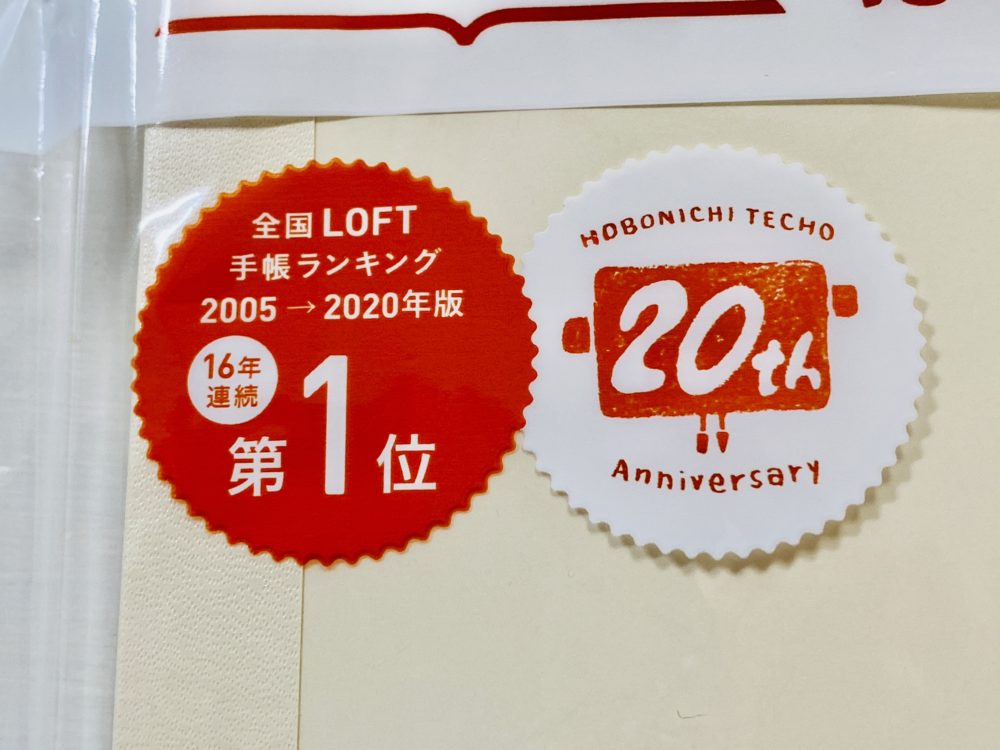 全国 LOFT
手帳ランキング
2005→2020年版
16年
連続
第1位
HOBONICHI TECHO
20th
Anniversary